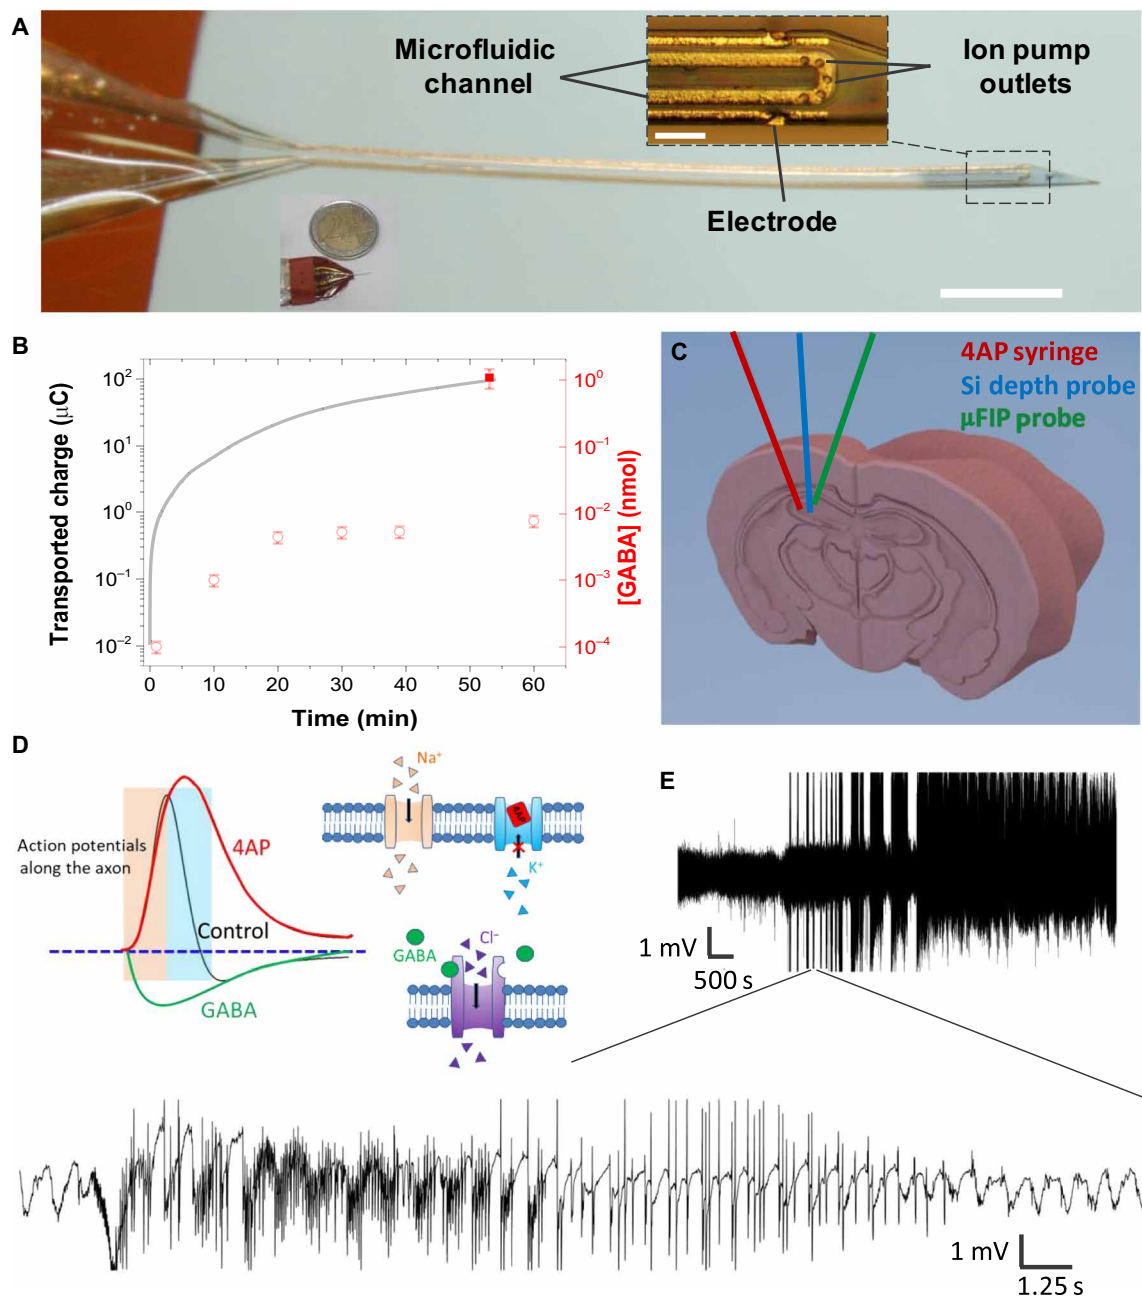 A
Microfluidic
channel
Ion pump
outlets
Electrode
B
Transported charge (μC)
10²
10¹
10⁰
10⁻¹
10⁻²
10⁰
10⁻¹
10⁻²
10⁻³
10⁻⁴
[GABA] (nmol)
0
10
20
30
40
50
60
Time (min)
C
4AP syringe
Si depth probe
μFIP probe
D
Action potentials
along the axon
4AP
Control
GABA
Na⁺
4AP
K⁺
GABA
Cl⁻
E
1 mV
500 s
1 mV
1.25 s